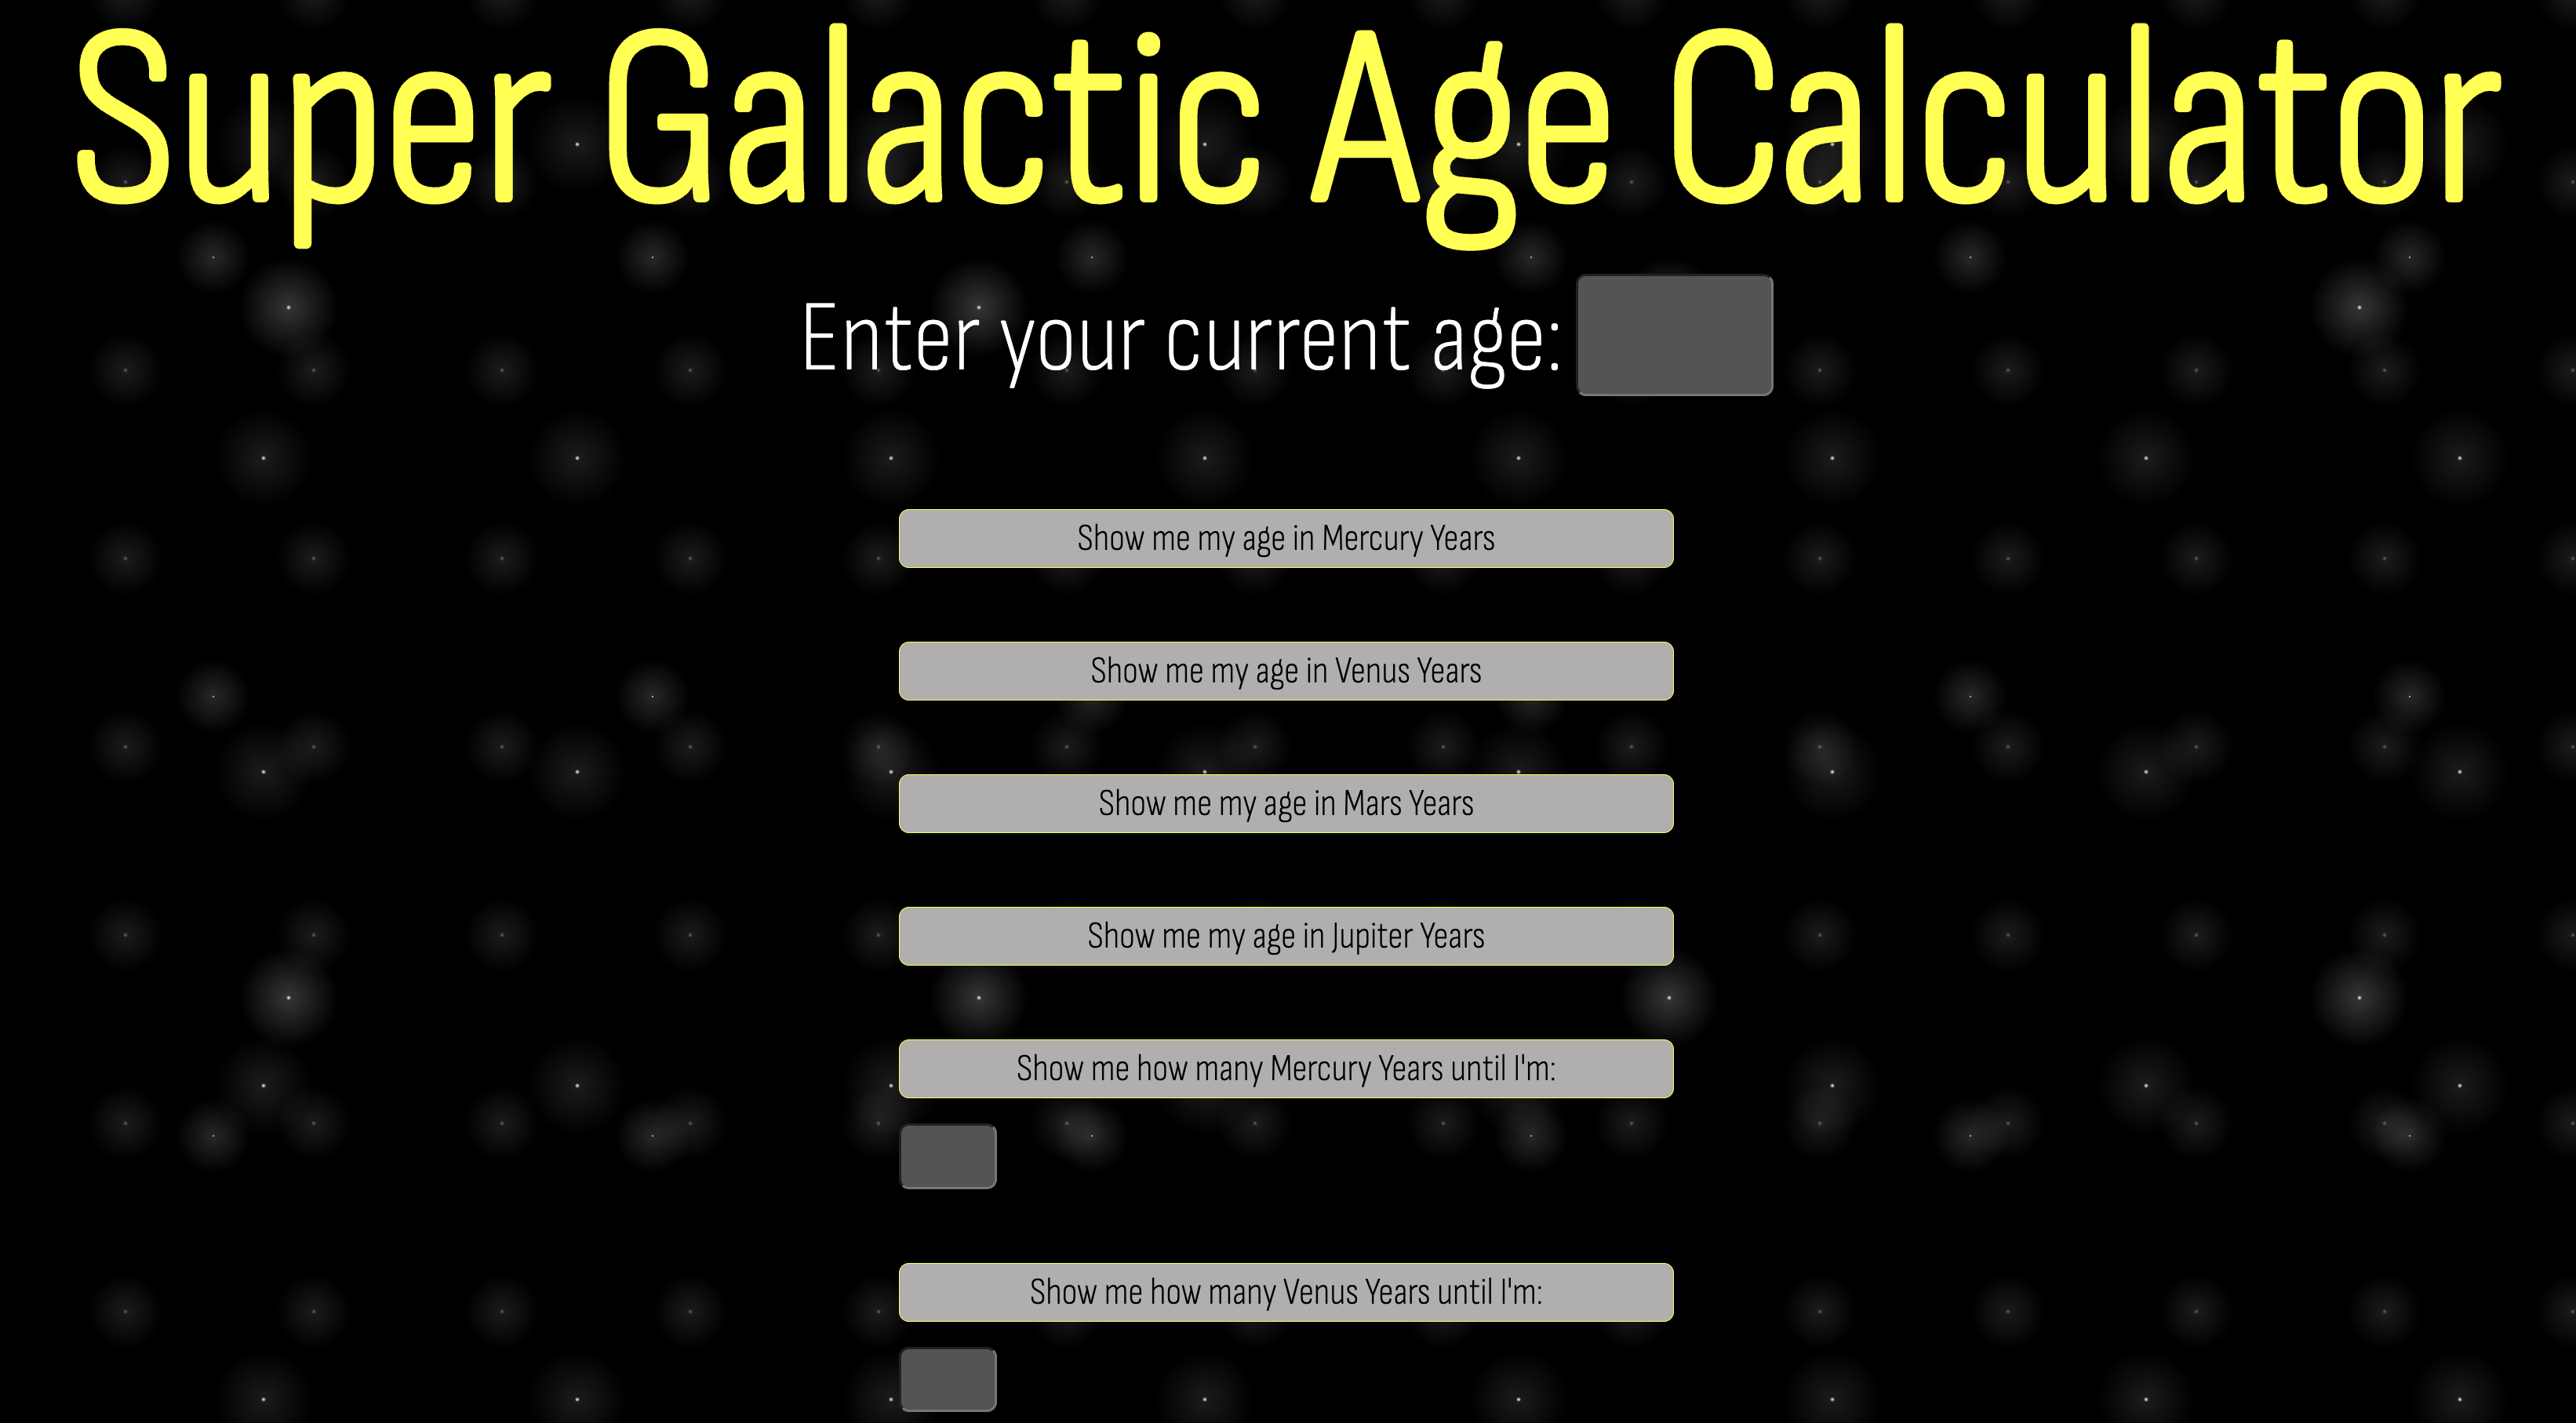 Super Galactic Age Calculator
Enter your current age:
Show me my age in Mercury Years
Show me my age in Venus Years
Show me my age in Mars Years
Show me my age in Jupiter Years
Show me how many Mercury Years until I'm:
Show me how many Venus Years until I'm: